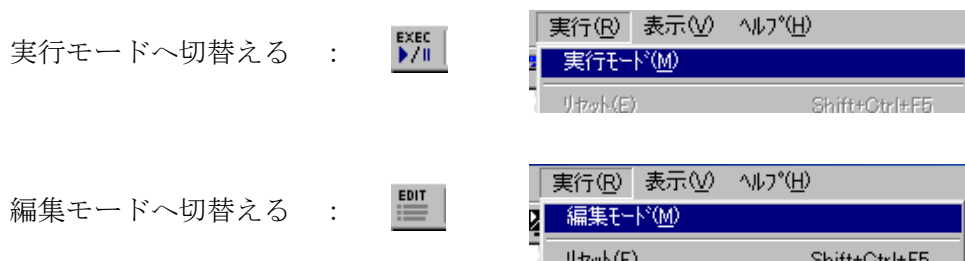 実行(R) 表示(V) ﾍﾙﾌﾟ(H)
実行モードへ切替える : EXEC
実行ﾓｰﾄﾞ(M)
ﾘｾｯﾄ(E) Shift+Ctrl+F5
実行(R) 表示(V) ﾍﾙﾌﾟ(H)
編集モードへ切替える : EDIT
編集ﾓｰﾄﾞ(M)
ﾘｾｯﾄ(E) Shift+Ctrl+F5